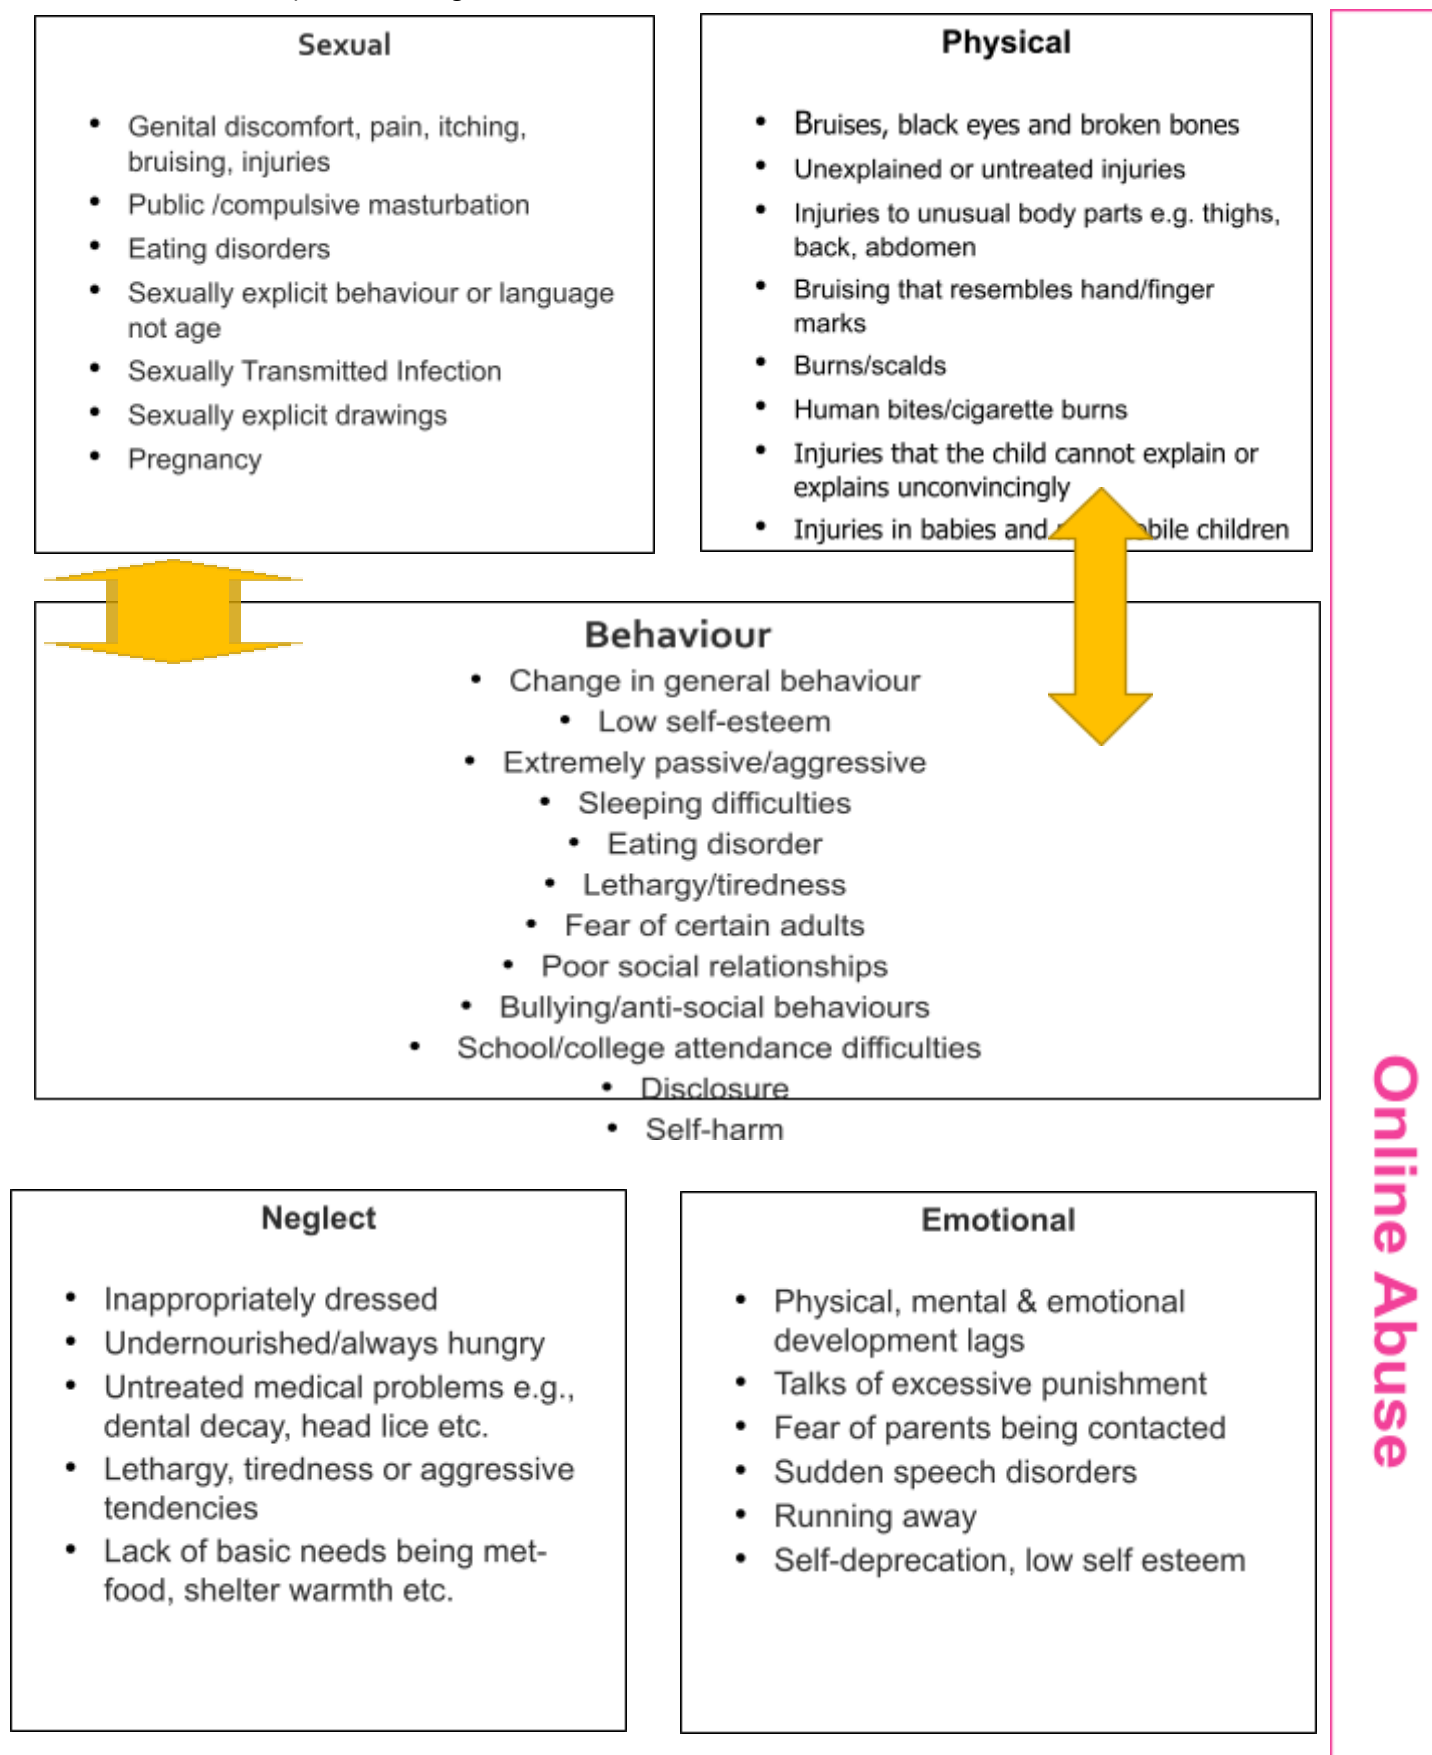 Sexual
• Genital discomfort, pain, itching,
bruising, injuries
• Public /compulsive masturbation
• Eating disorders
• Sexually explicit behaviour or language
not age
• Sexually Transmitted Infection
• Sexually explicit drawings
• Pregnancy
Physical
• Bruises, black eyes and broken bones
• Unexplained or untreated injuries
• Injuries to unusual body parts e.g. thighs,
back, abdomen
• Bruising that resembles hand/finger
marks
• Burns/scalds
• Human bites/cigarette burns
• Injuries that the child cannot explain or
explains unconvincingly
• Injuries in babies and children
Behaviour
• Change in general behaviour
• Low self-esteem
• Extremely passive/aggressive
• Sleeping difficulties
• Eating disorder
• Lethargy/tiredness
• Fear of certain adults
• Poor social relationships
• Bullying/anti-social behaviours
• School/college attendance difficulties
• Disclosure
• Self-harm
Neglect
• Inappropriately dressed
• Undernourished/always hungry
• Untreated medical problems e.g.,
dental decay, head lice etc.
• Lethargy, tiredness or aggressive
tendencies
• Lack of basic needs being met-
food, shelter warmth etc.
Emotional
• Physical, mental & emotional
development lags
• Talks of excessive punishment
• Fear of parents being contacted
• Sudden speech disorders
• Running away
• Self-deprecation, low self esteem
Online Abuse